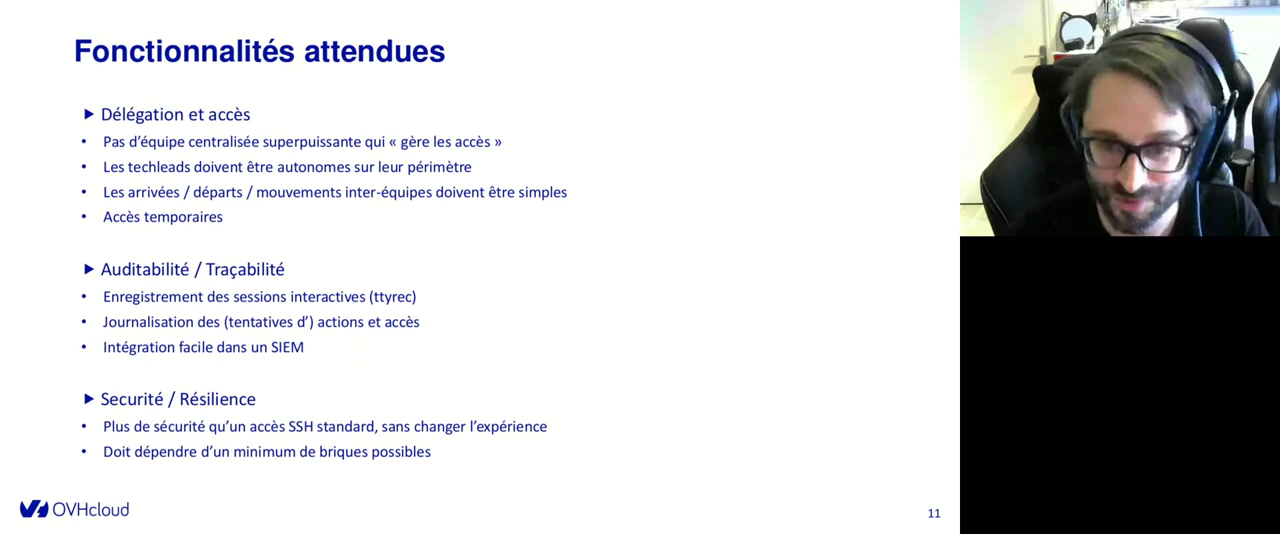 Fonctionnalités attendues
Délégation et accès
Pas d’équipe centralisée superpuissante qui « gère les accès »
Les techleads doivent être autonomes sur leur périmètre
Les arrivées / départs / mouvements inter-équipes doivent être simples
Accès temporaires
Auditabilité / Traçabilité
Enregistrement des sessions interactives (ttyrec)
Journalisation des (tentatives d’) actions et accès
Intégration facile dans un SIEM
Securité / Résilience
Plus de sécurité qu’un accès SSH standard, sans changer l’expérience
Doit dépendre d’un minimum de briques possibles
OVHcloud
11